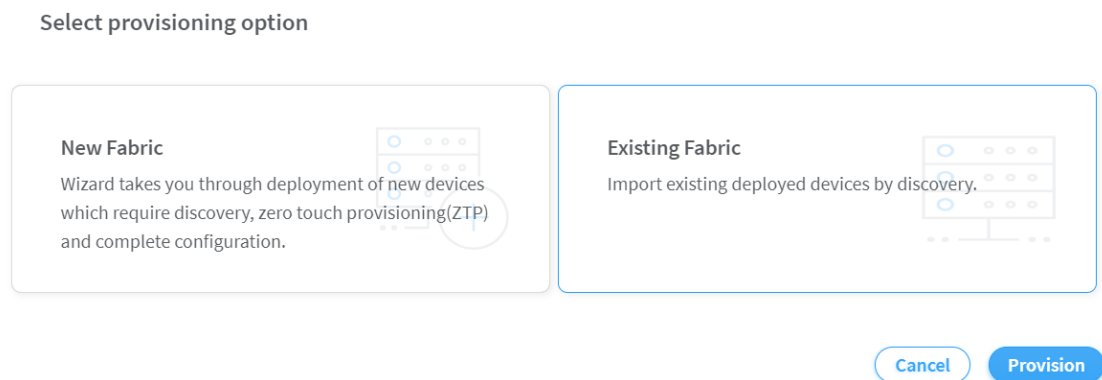 Select provisioning option
New Fabric
Wizard takes you through deployment of new devices
which require discovery, zero touch provisioning(ZTP)
and complete configuration.
Existing Fabric
Import existing deployed devices by discovery.
Cancel
Provision